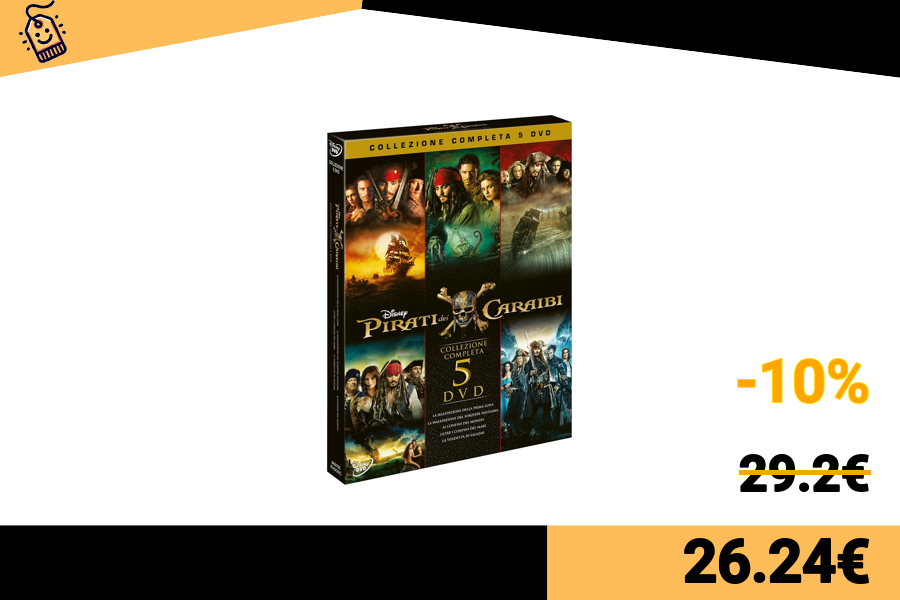 COLLEZIONE COMPLETA 5 DVD
DISNEY
PIRATI dei CARAIBI
COLLEZIONE
COMPLETA
5
DVD
LA MALEDIZIONE DELLA PRIMA LUNA
LA MALEDIZIONE DEL FORZIERE FANTASMA
AI CONFINI DEL MONDO
OLTRE I CONFINI DEL MARE
LA VENDETTA DI SALAZAR
-10%
29.2€
26.24€